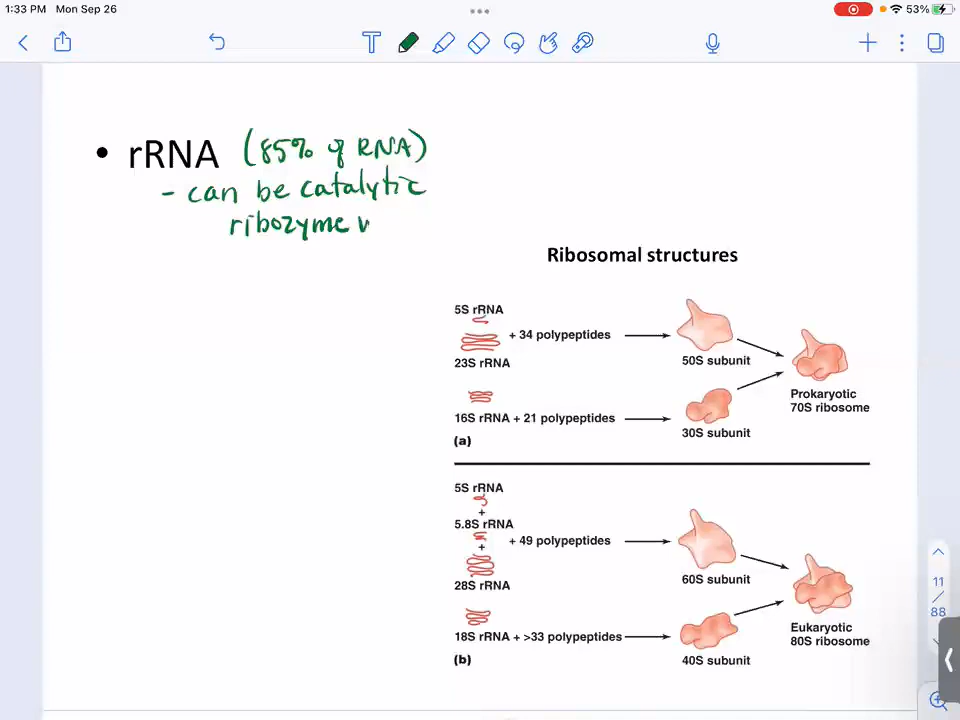 1:33 PM Mon Sep 26
53%
• rRNA (85% of RNA)
- can be catalytic
ribozyme
Ribosomal structures
5S rRNA
+ 34 polypeptides
23S rRNA
50S subunit
Prokaryotic
70S ribosome
16S rRNA + 21 polypeptides
30S subunit
(a)
5S rRNA
+
5.8S rRNA
+ 49 polypeptides
+
28S rRNA
60S subunit
Eukaryotic
80S ribosome
18S rRNA + >33 polypeptides
40S subunit
(b)
11
/
88